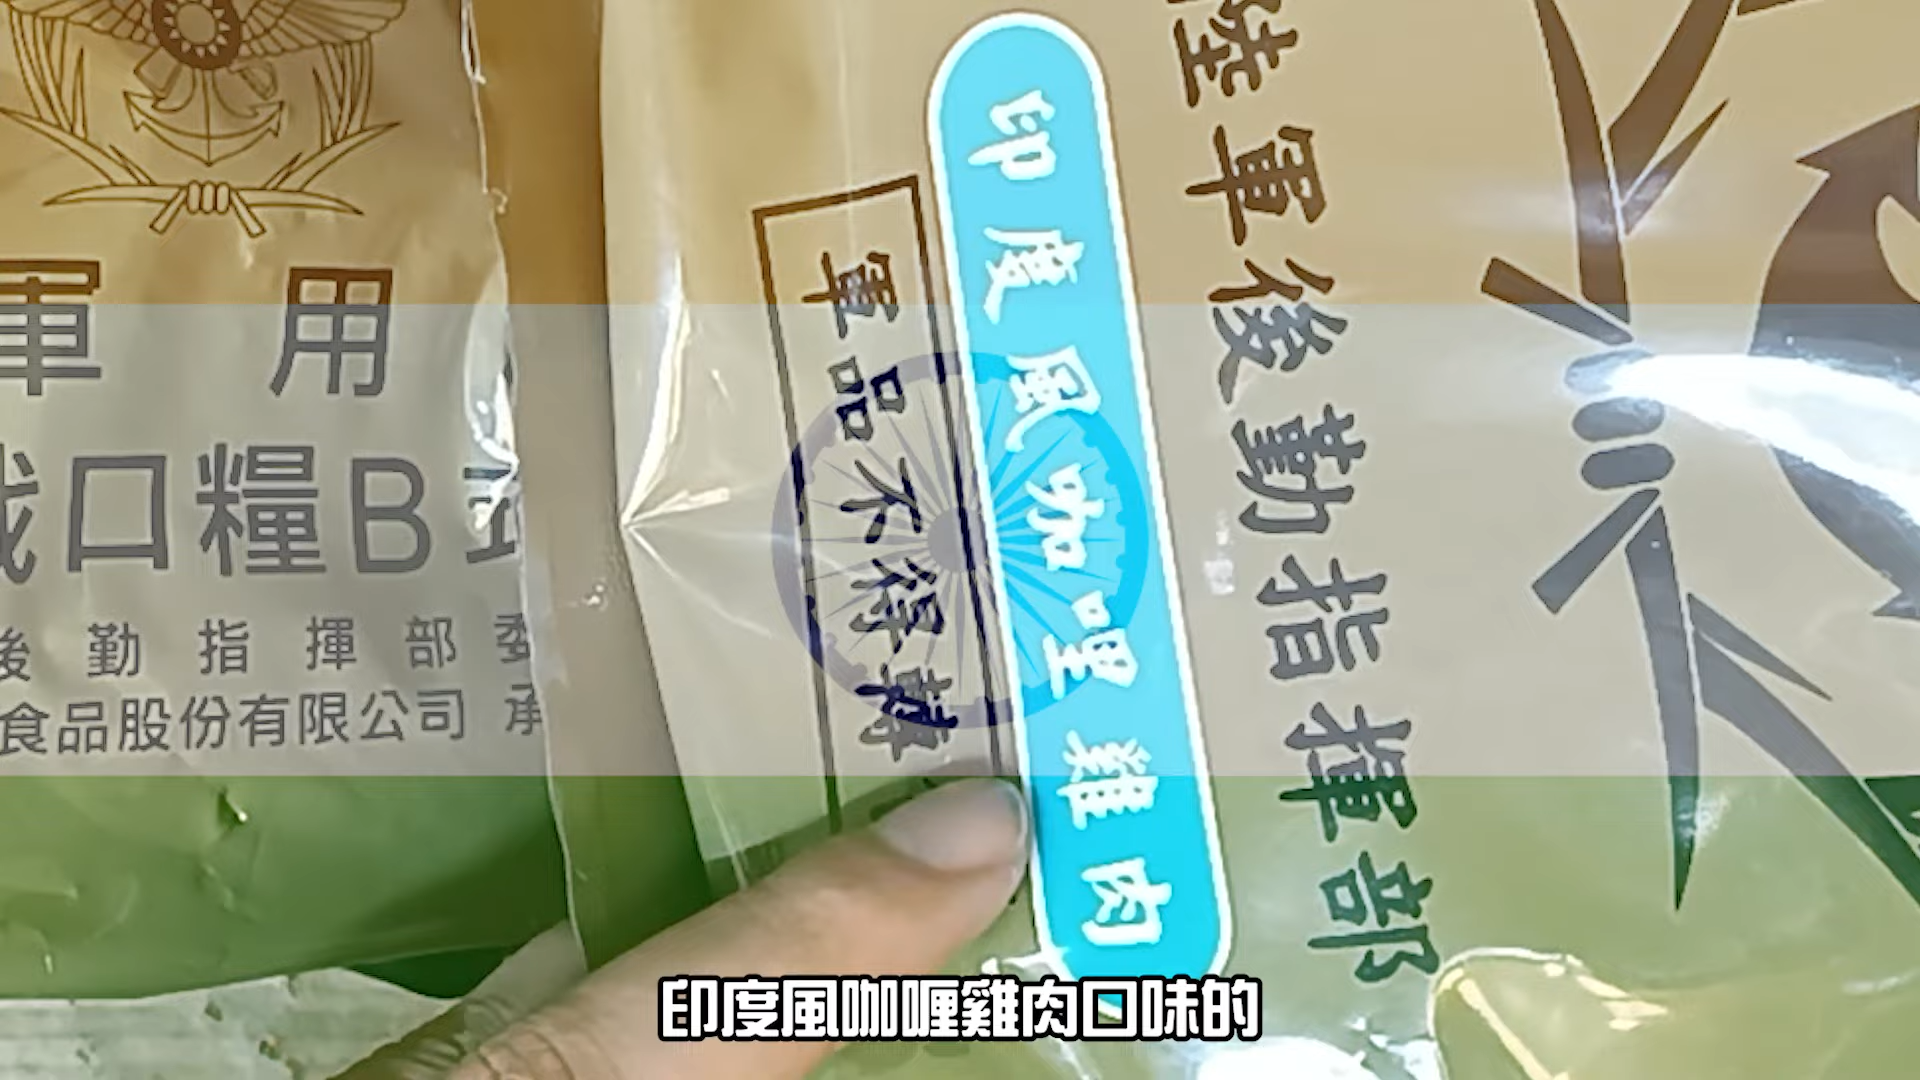 軍用
戰口糧B式
後勤指揮部委
食品股份有限公司 承
陸軍後勤指揮部
印度風咖哩雞肉
軍品不得轉
印度風咖喱雞肉口味的